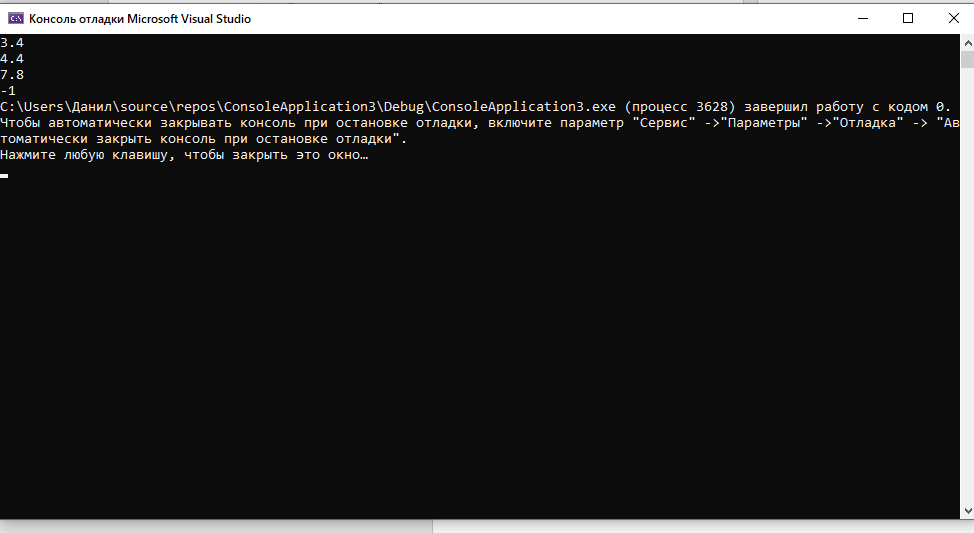 Консоль отладки Microsoft Visual Studio
3.4
4.4
7.8
-1
C:\Users\Данил\source\repos\ConsoleApplication3\Debug\ConsoleApplication3.exe (процесс 3628) завершил работу с кодом 0.
Чтобы автоматически закрывать консоль при остановке отладки, включите параметр "Сервис" ->"Параметры" ->"Отладка" -> "Ав
томатически закрыть консоль при остановке отладки".
Нажмите любую клавишу, чтобы закрыть это окно…